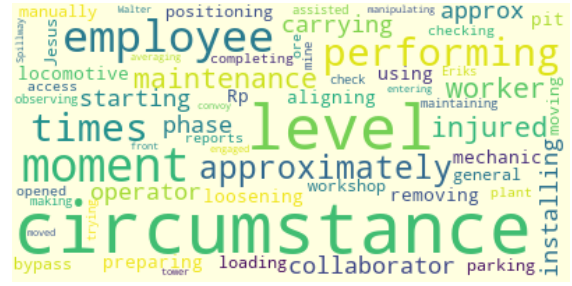 manually Walter positioning assisted manipulating approx pit
Spillway employee carrying ore checking
Jesus averaging completing mine performing
locomotive maintenance check using Eriks worker moving
access observing starting Rp aligning entering maintaining
times phase reports level injured
convoy front engaged
moment approximately mechanic
opened operator loosening workshop removing general plant installing
making trying
circumstance
moved
bypass preparing tower loading collaborator parking